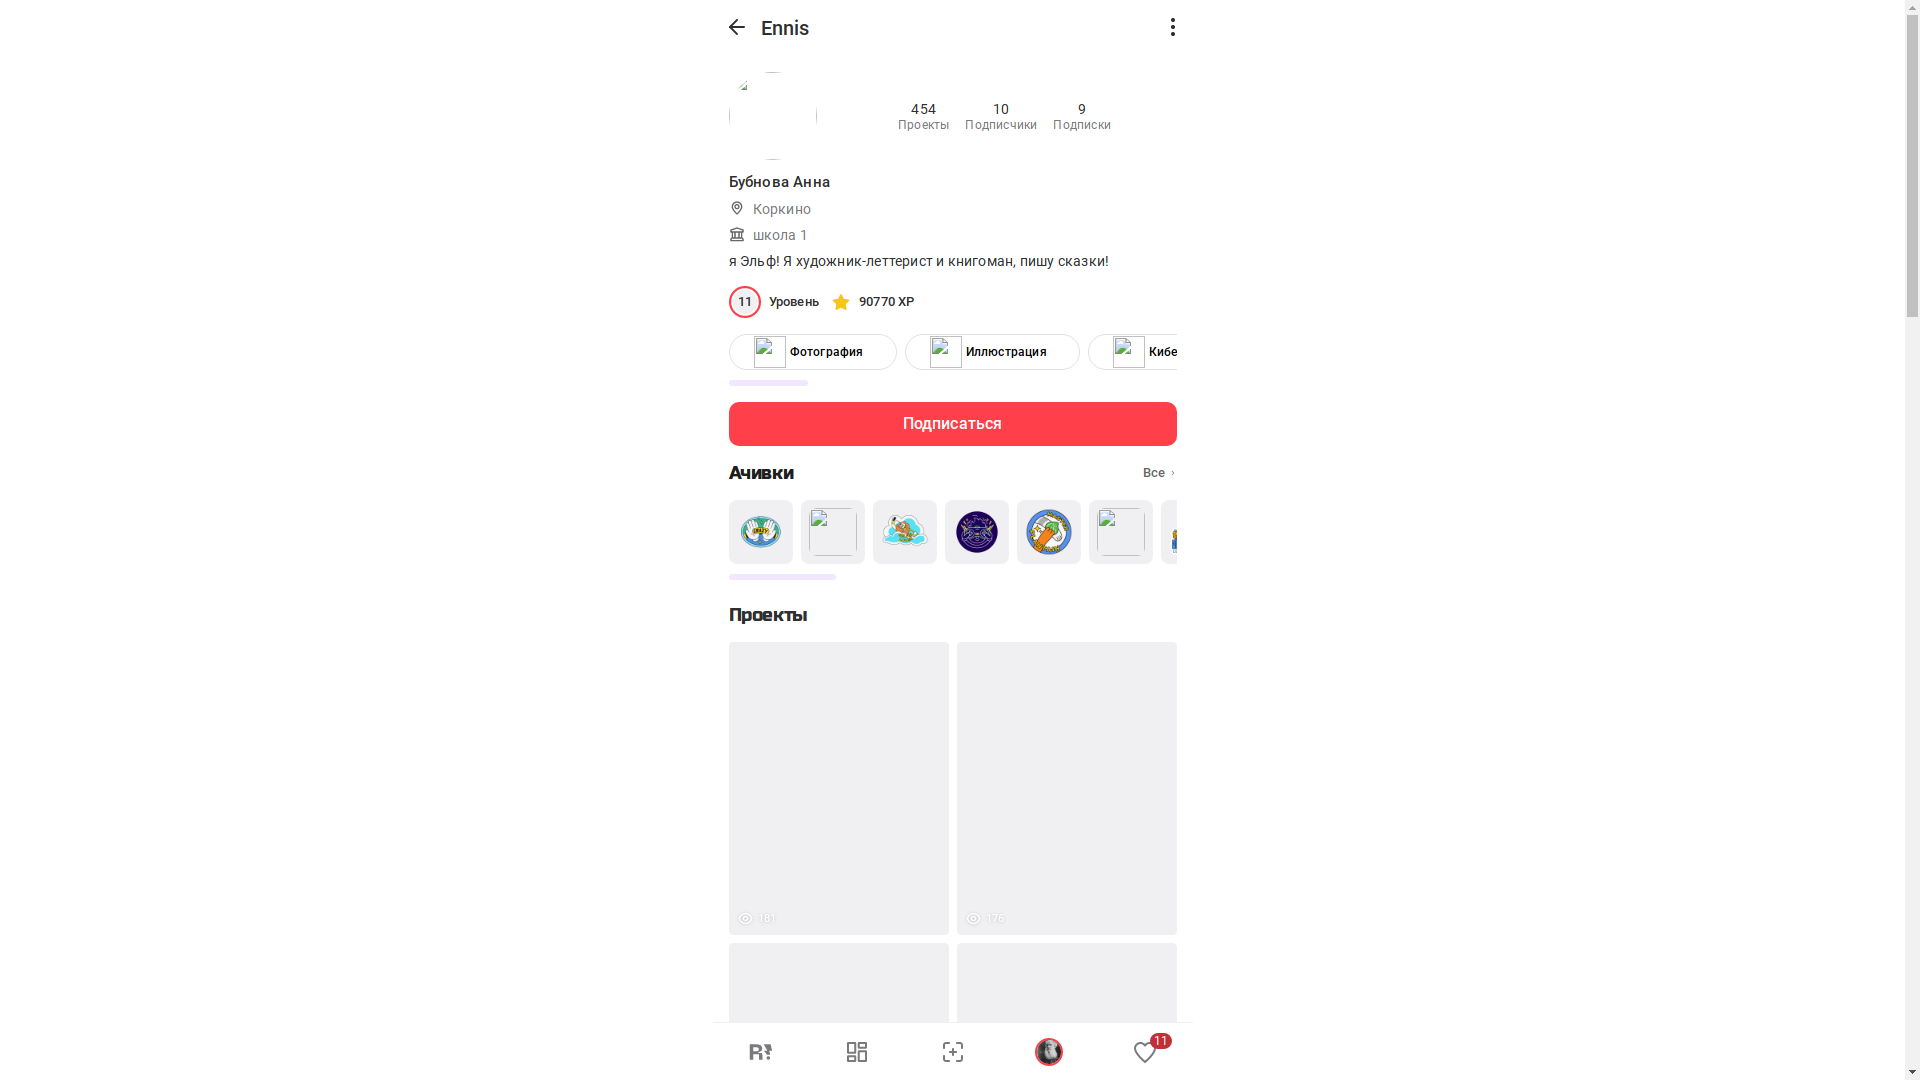 Ennis
454
Проекты
10
Подписчики
9
Подписки
Бубнова Анна
Коркино
школа 1
я Эльф! Я художник-леттерист и книгоман, пишу сказки!
11 Уровень 90770 XP
Фотография Иллюстрация Кибе
Подписаться
Ачивки Все
Проекты
181 176
R
11